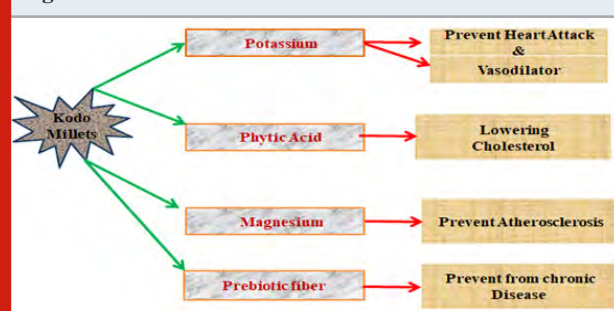 Kodo
Millets
Potassium
Prevent Heart Attack
&
Vasodilator
Phytic Acid
Lowering
Cholesterol
Magnesium
Prevent Atherosclerosis
Prebiotic fiber
Prevent from chronic
Disease